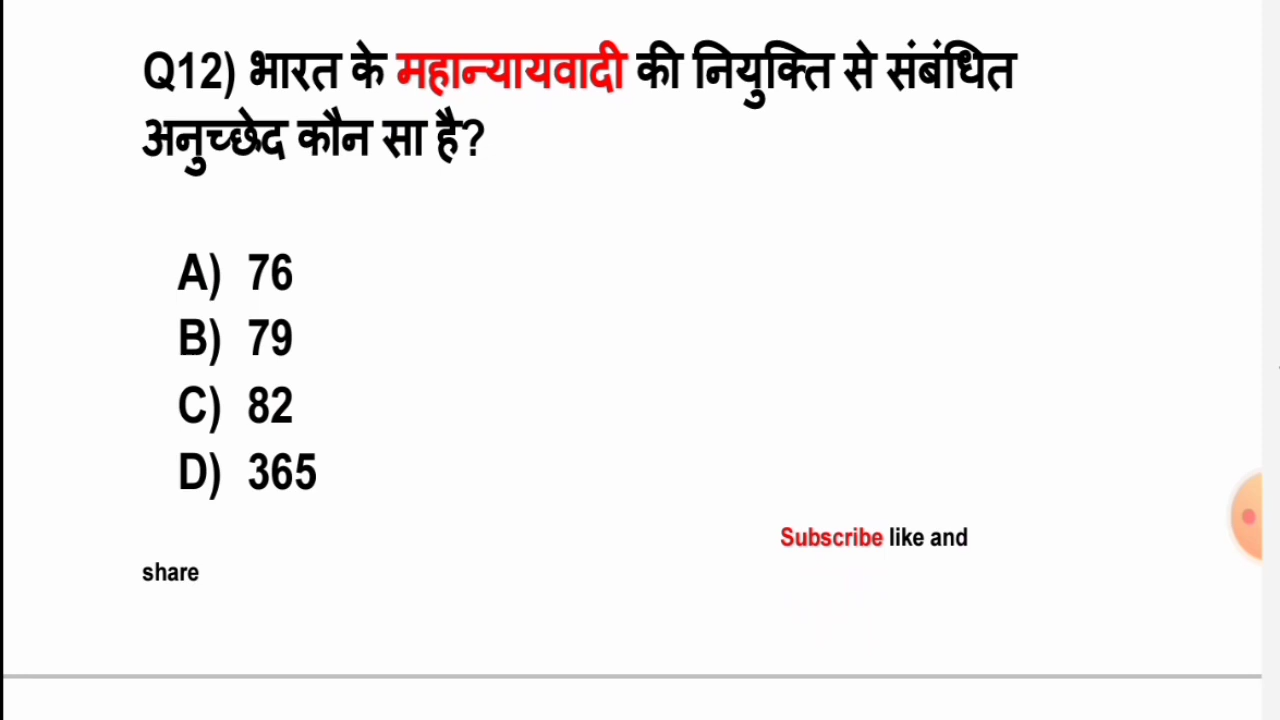 Q12) भारत के महान्यायवादी की नियुक्ति से संबंधित
अनुच्छेद कौन सा है?
A) 76
B) 79
C) 82
D) 365
Subscribe like and
share